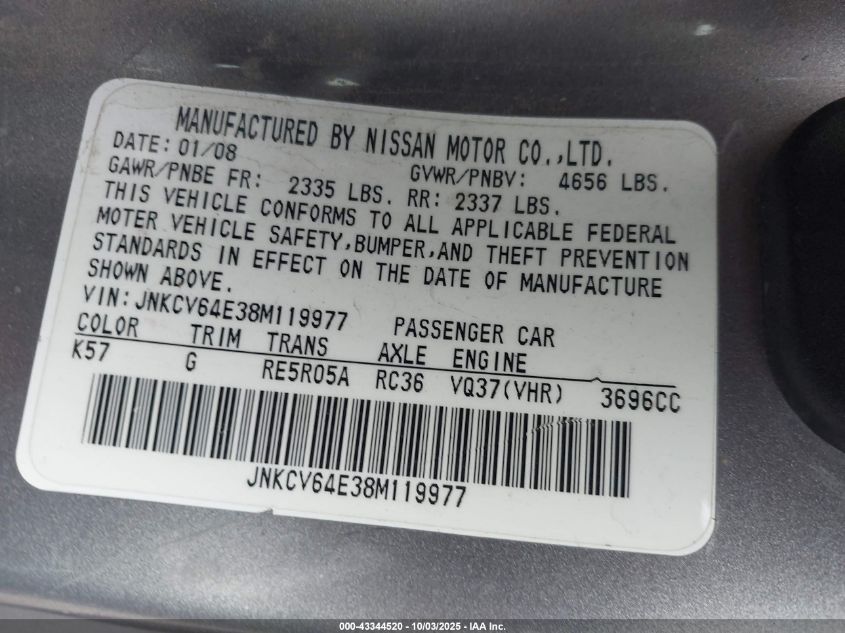 MANUFACTURED BY NISSAN MOTOR CO.,LTD.
DATE: 01/08 GVWR/PNBV: 4656 LBS.
GAWR/PNBE FR: 2335 LBS. RR: 2337 LBS.
THIS VEHICLE CONFORMS TO ALL APPLICABLE FEDERAL
MOTOR VEHICLE SAFETY,BUMPER,AND THEFT PREVENTION
STANDARDS IN EFFECT ON THE DATE OF MANUFACTURE
SHOWN ABOVE.
VIN:JNKCV64E38M119977 PASSENGER CAR
COLOR TRIM TRANS AXLE ENGINE
K57 G RE5R05A RC36 VQ37(VHR) 3696CC
JNKCV64E38M119977
000-43344520 - 10/03/2025 - IAA Inc.